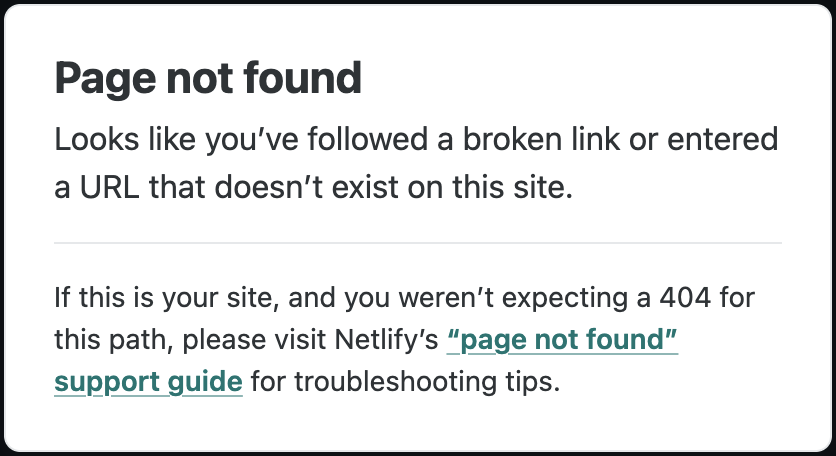 Page not found
Looks like you’ve followed a broken link or entered
a URL that doesn’t exist on this site.
If this is your site, and you weren’t expecting a 404 for
this path, please visit Netlify’s “page not found”
support guide for troubleshooting tips.